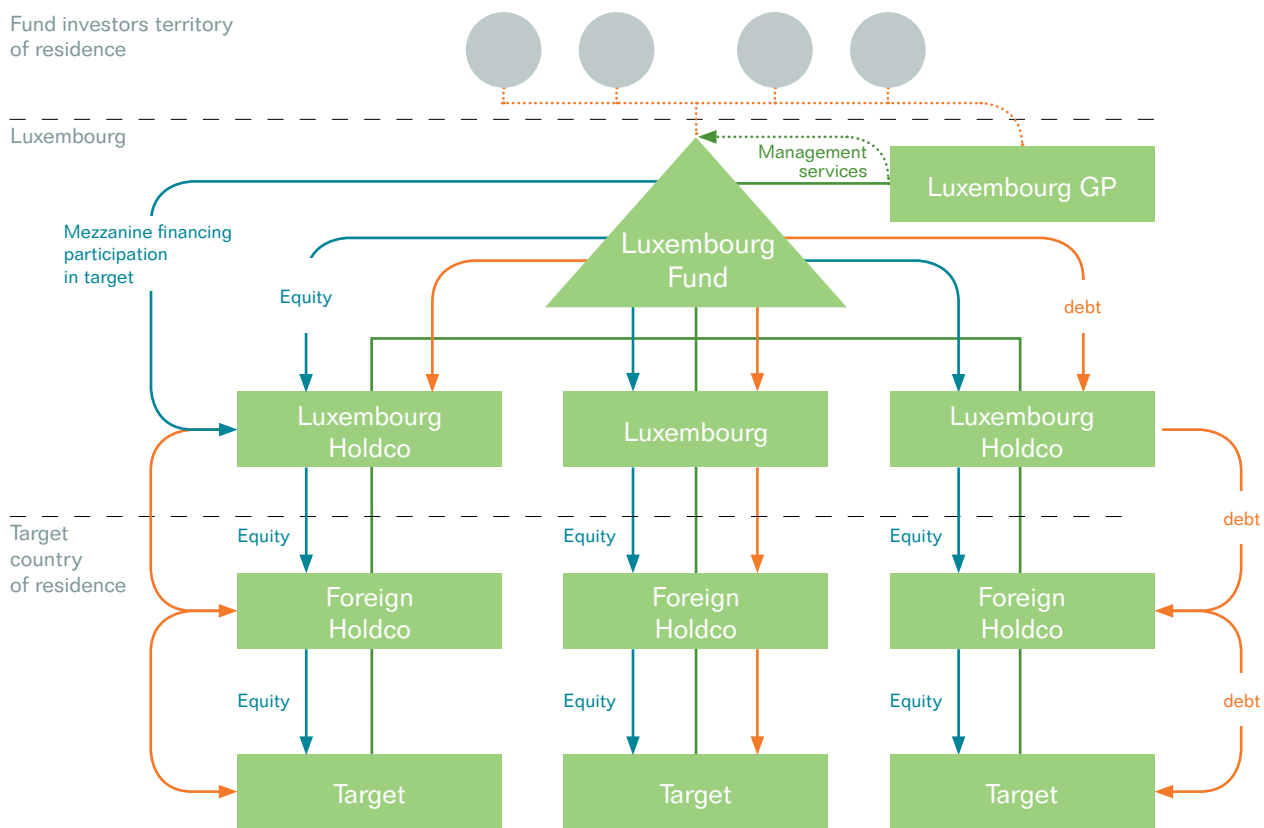 Fund investors territory
of residence
Luxembourg
Management
services
Luxembourg GP
Mezzanine financing
participation
in target
Luxembourg
Fund
Equity
debt
Luxembourg
Holdco
Luxembourg
Luxembourg
Holdco
Target
country
of residence
Equity
Equity
Equity
debt
Foreign
Holdco
Foreign
Holdco
Foreign
Holdco
Equity
Equity
Equity
debt
Target
Target
Target